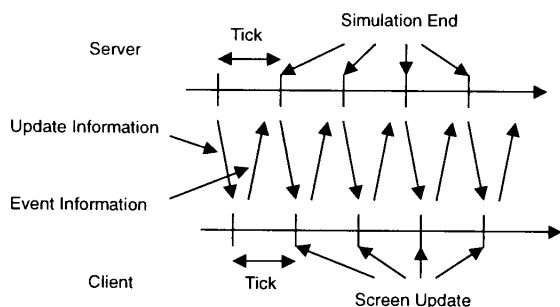 Simulation End
Tick
Server
Update Information
Event Information
Tick
Client
Screen Update